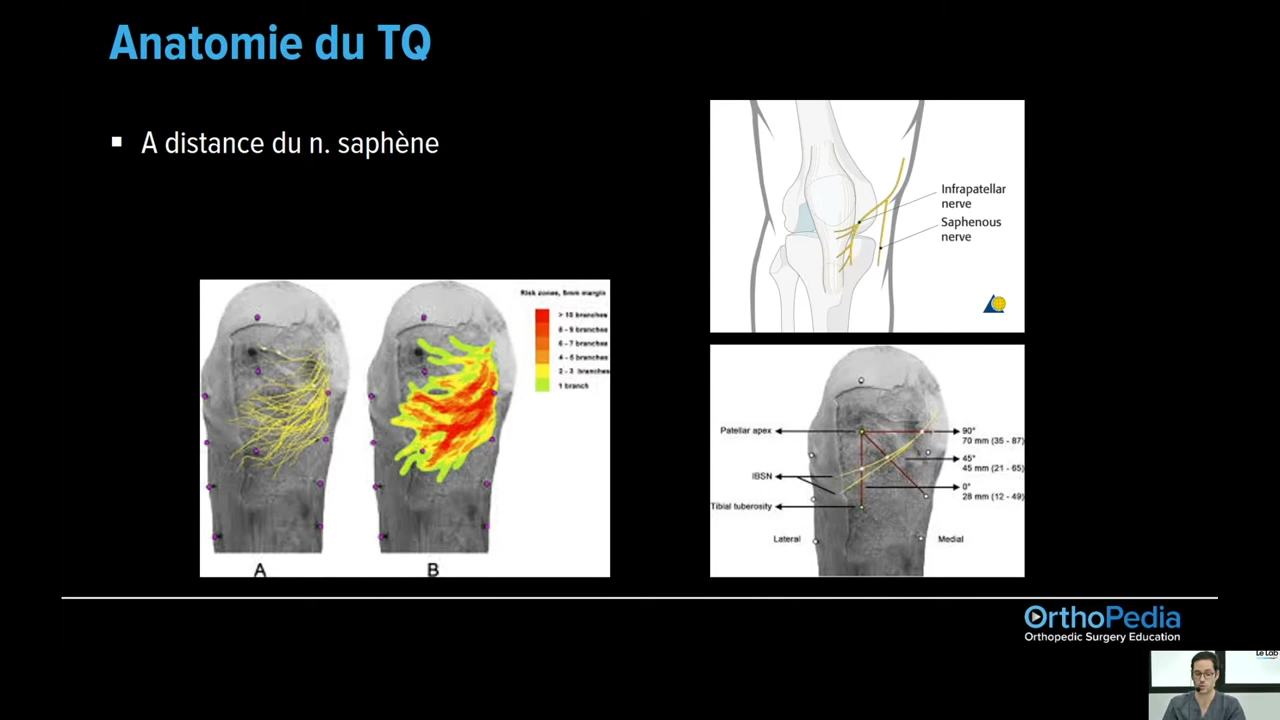 Anatomie du TQ
▪ A distance du n. saphène
Infrapatellar
nerve
Saphenous
nerve
Risk zones, 5mm margin
> 10 branches
8 - 9 branches
6 - 7 branches
4 - 5 branches
2 - 3 branches
1 branch
A
B
Patellar apex
90°
70 mm (35 - 87)
45°
45 mm (21 - 65)
IBSN
0°
28 mm (12 - 49)
Tibial tuberosity
Lateral
Medial
OrthoPedia
Orthopedic Surgery Education
Le Lab